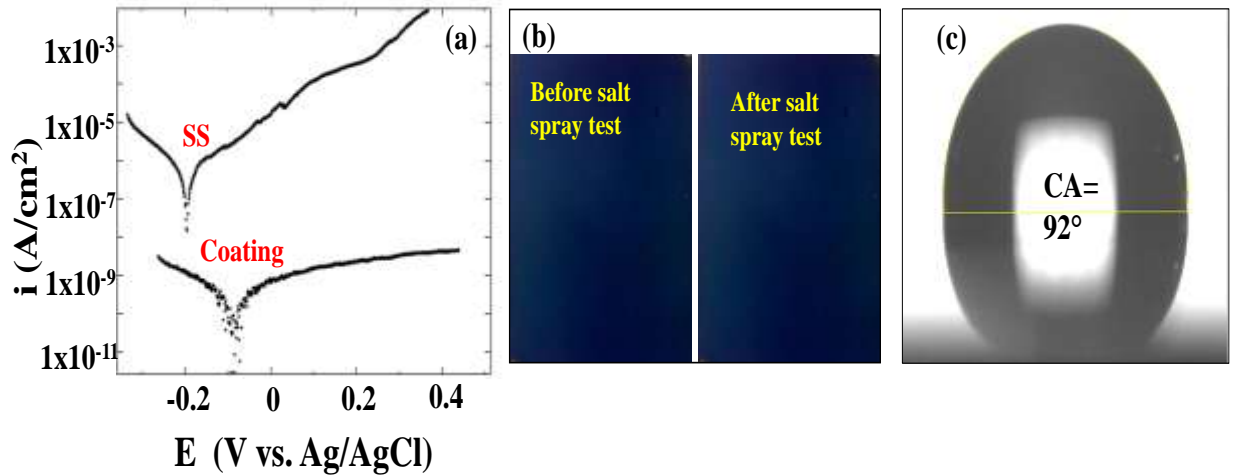 (a)
1x10⁻³
1x10⁻⁵
1x10⁻⁷
1x10⁻⁹
1x10⁻¹¹
i (A/cm²)
SS
Coating
-0.2
0
0.2
0.4
E (V vs. Ag/AgCl)
(b)
Before salt
spray test
After salt
spray test
(c)
CA=
92°